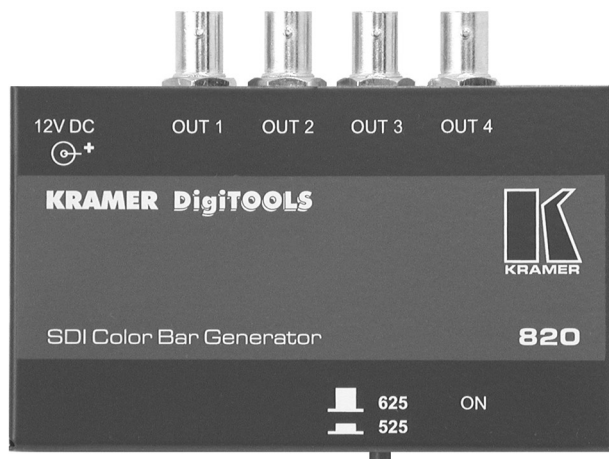 12V DC OUT 1 OUT 2 OUT 3 OUT 4
+
KRAMER DigiTOOLS
K
KRAMER
SDI Color Bar Generator 820
625 ON
525